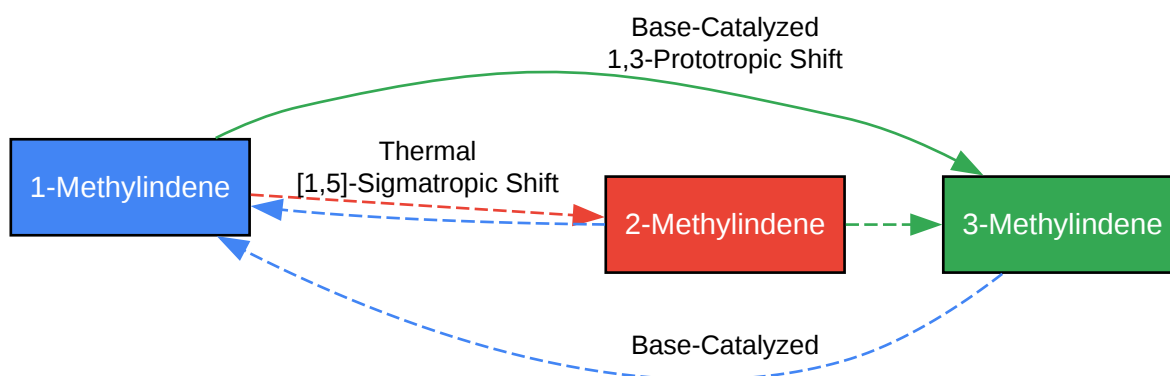 Base-Catalyzed
1,3-Prototropic Shift
Thermal
[1,5]-Sigmatropic Shift
1-Methylindene
2-Methylindene
3-Methylindene
Base-Catalyzed